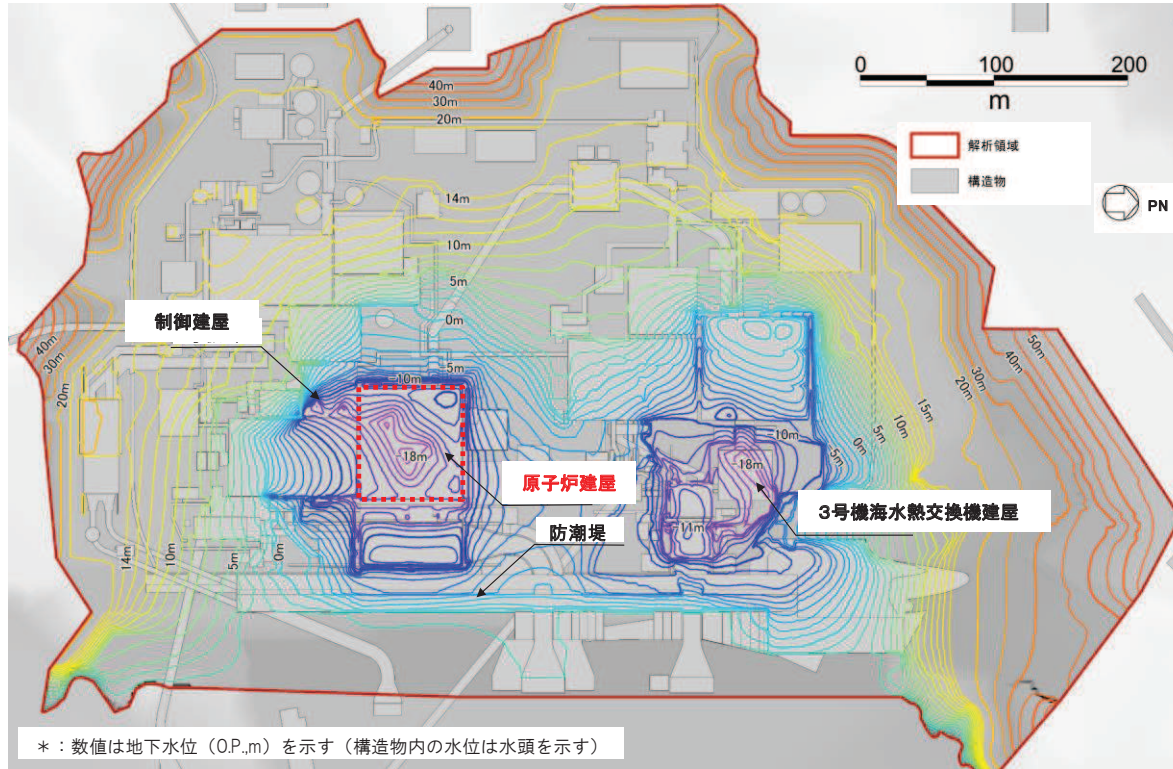 0 100 200
m
解析領域
構造物
PN
40m
30m
20m
14m
10m
5m
0m
-5m
-10m
制御建屋
40m
30m
20m
50m
40m
30m
20m
15m
10m
5m
0m
-5m
-10m
-18m
-18m
-11m
原子炉建屋
3号機海水熱交換機建屋
防潮堤
14m
10m
5m
0m
*：数値は地下水位（O.P.,m）を示す（構造物内の水位は水頭を示す）